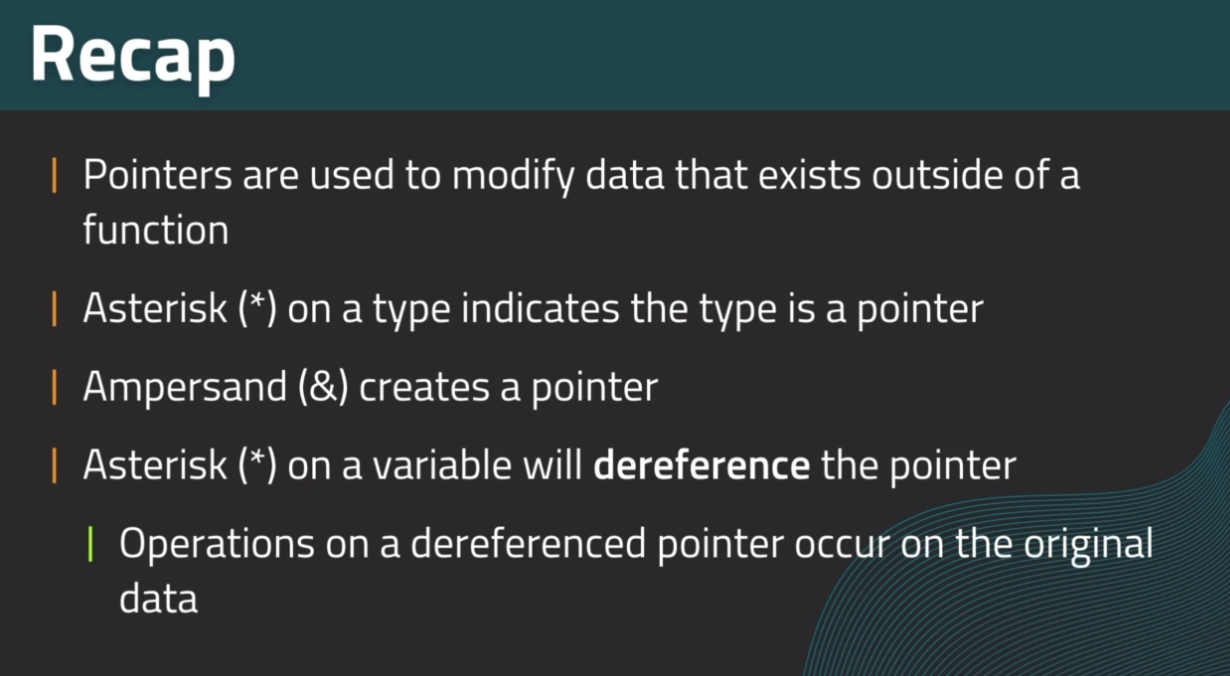 Recap
Pointers are used to modify data that exists outside of a
function
Asterisk (*) on a type indicates the type is a pointer
Ampersand (&) creates a pointer
Asterisk (*) on a variable will dereference the pointer
Operations on a dereferenced pointer occur on the original
data